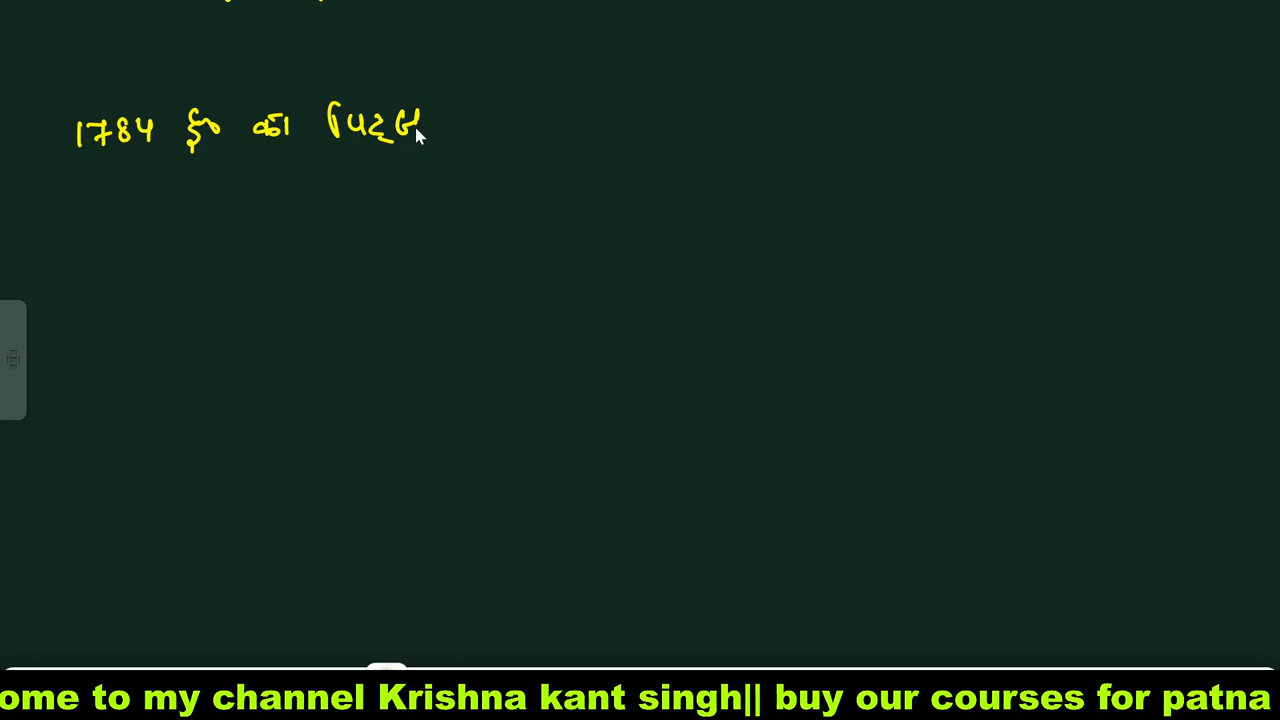 1784 ई० का पिट्स
ome to my channel Krishna kant singh|| buy our courses for patna